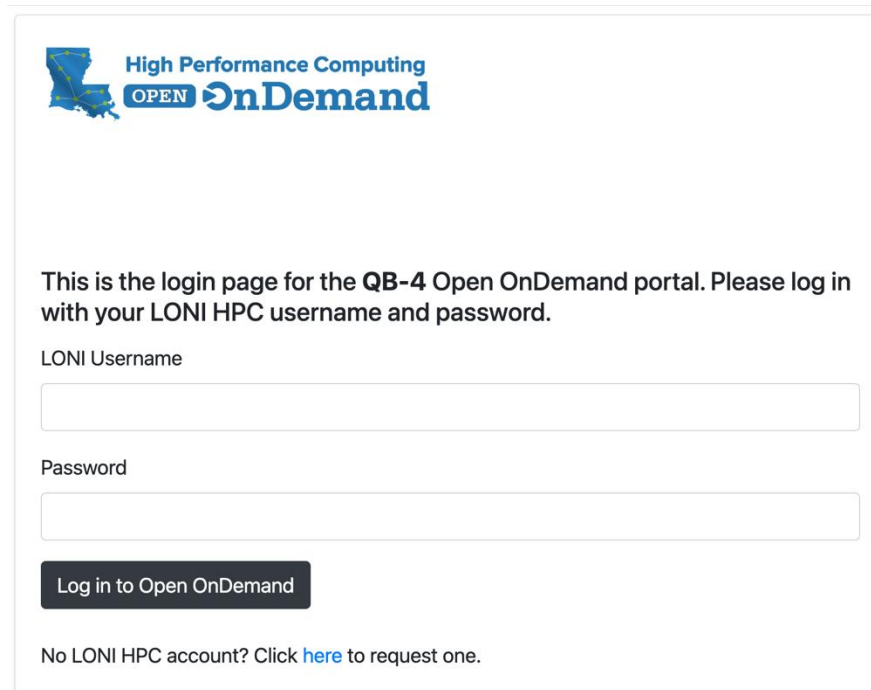 High Performance Computing
OPEN OnDemand
This is the login page for the QB-4 Open OnDemand portal. Please log in
with your LONI HPC username and password.
LONI Username
Password
Log in to Open OnDemand
No LONI HPC account? Click here to request one.